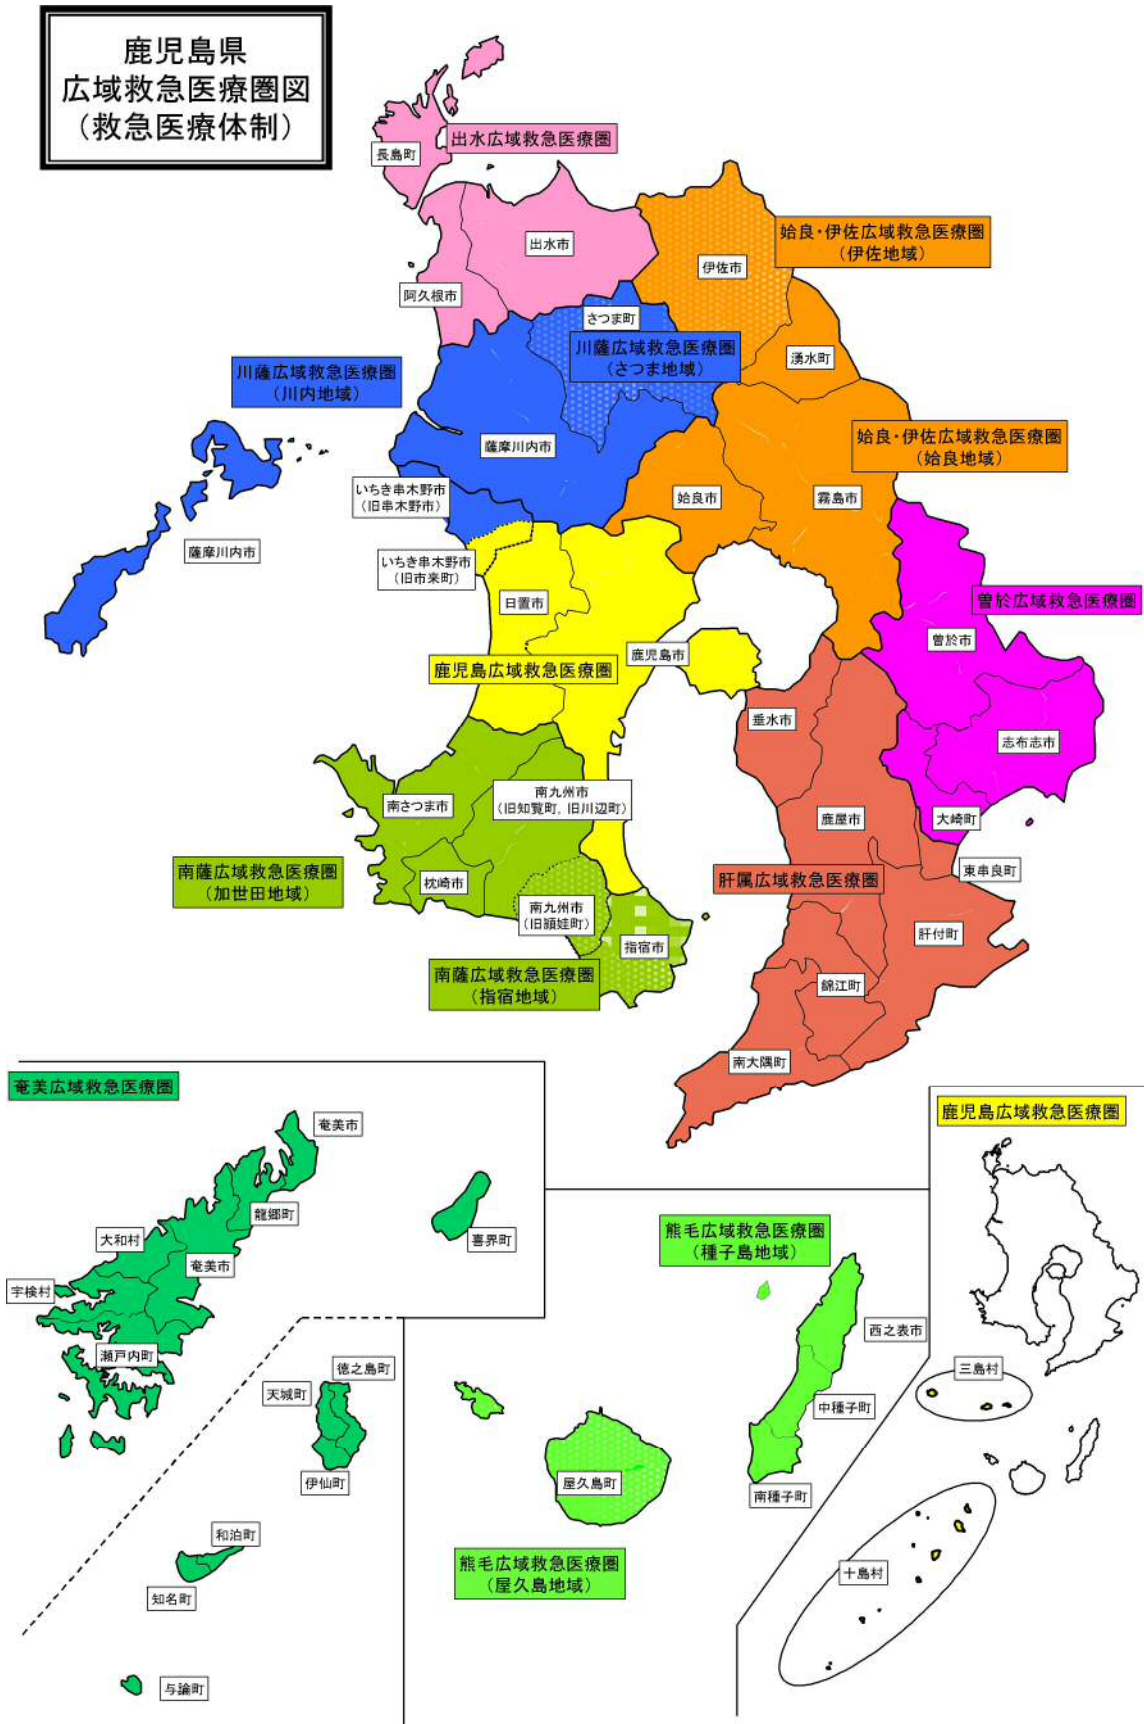 鹿児島県
広域救急医療圏図
（救急医療体制）
出水広域救急医療圏
長島町
出水市
阿久根市
姶良・伊佐広域救急医療圏
（伊佐地域）
伊佐市
さつま町
川薩広域救急医療圏
（さつま地域）
湧水町
川薩広域救急医療圏
（川内地域）
薩摩川内市
姶良・伊佐広域救急医療圏
（姶良地域）
いちき串木野市
（旧串木野市）
姶良市
霧島市
薩摩川内市
いちき串木野市
（旧市来町）
日置市
曽於広域救急医療圏
曽於市
鹿児島市
鹿児島広域救急医療圏
垂水市
志布志市
南さつま市
南九州市
（旧知覧町，旧川辺町）
鹿屋市
大崎町
東串良町
南薩広域救急医療圏
（加世田地域）
枕崎市
肝属広域救急医療圏
南九州市
（旧頴娃町）
指宿市
肝付町
南薩広域救急医療圏
（指宿地域）
錦江町
南大隅町
奄美広域救急医療圏
奄美市
龍郷町
大和村
奄美市
宇検村
瀬戸内町
喜界町
徳之島町
天城町
伊仙町
和泊町
知名町
与論町
熊毛広域救急医療圏
（種子島地域）
西之表市
中種子町
南種子町
屋久島町
熊毛広域救急医療圏
（屋久島地域）
鹿児島広域救急医療圏
三島村
十島村